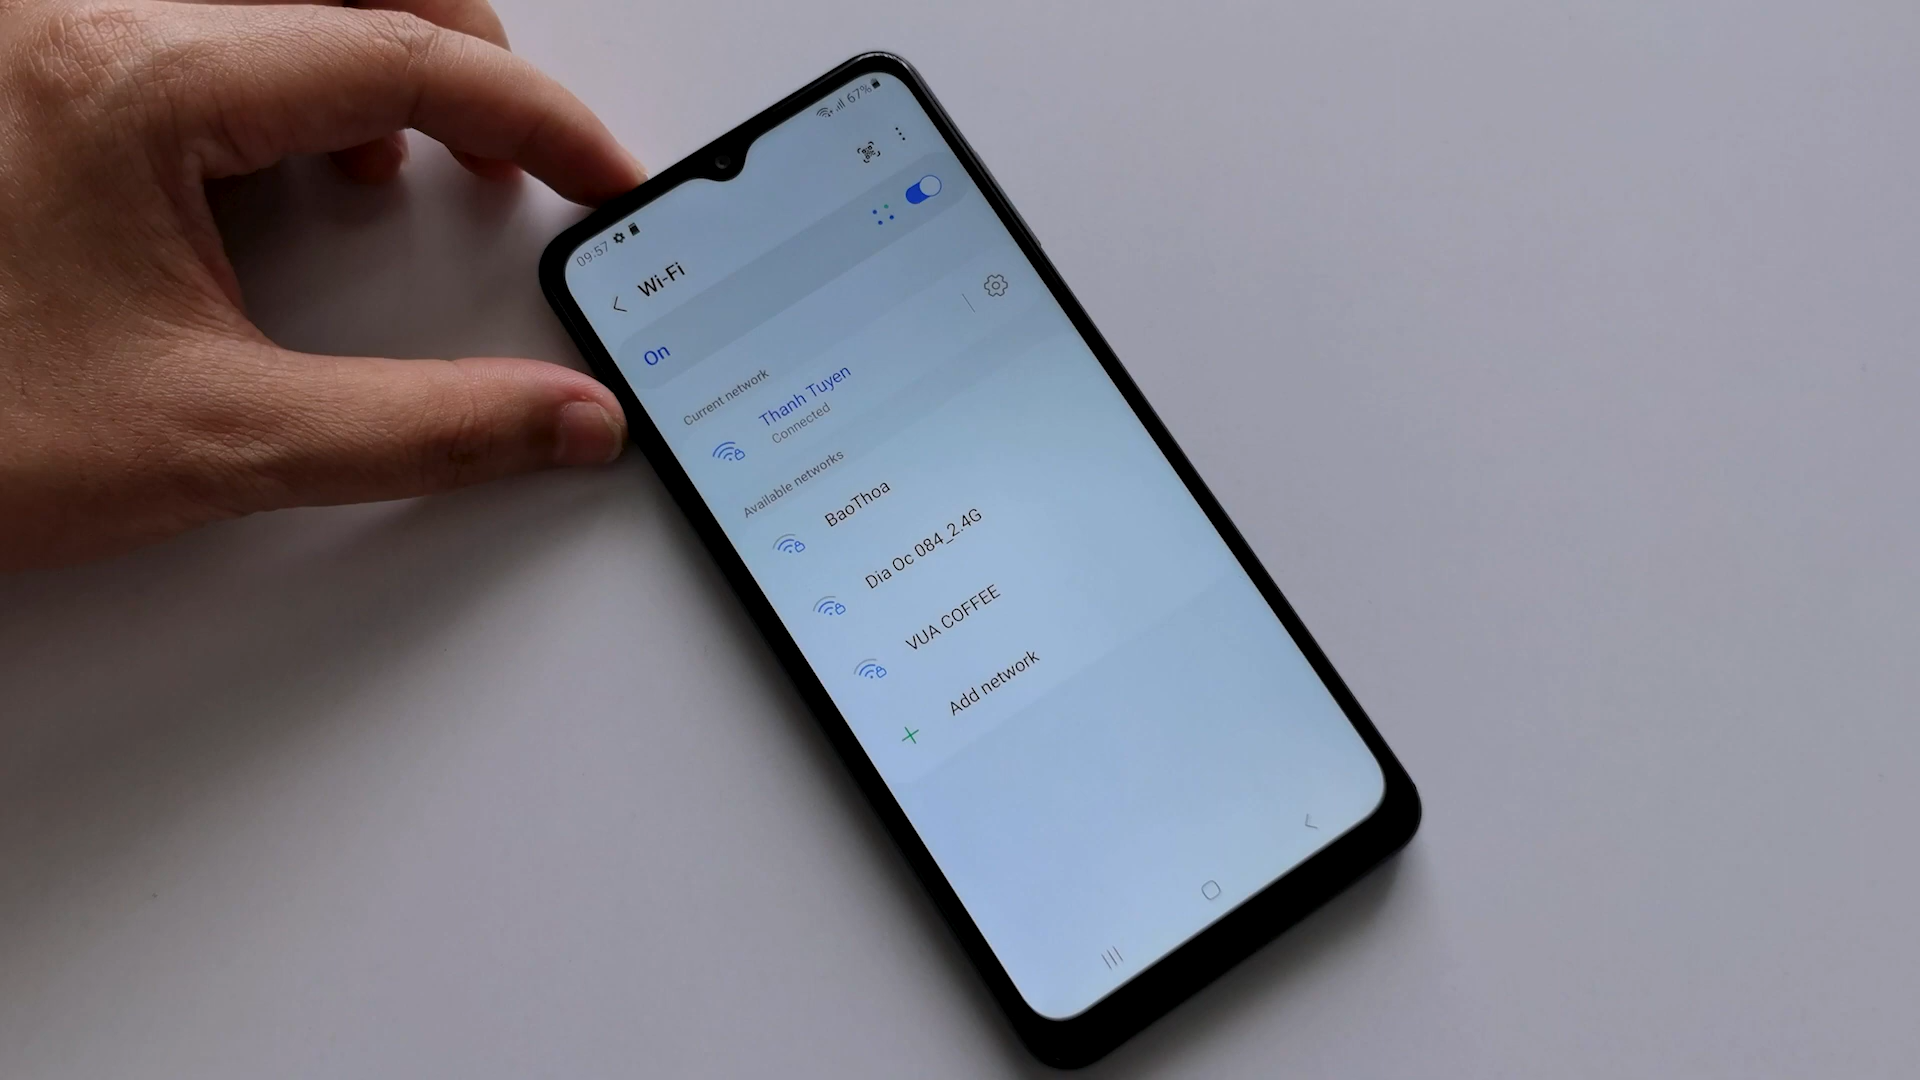 09:57
67%
Wi-Fi
On
Current network
Thanh Tuyen
Connected
Available networks
BaoThoa
Dia Oc 084_2.4G
VUA COFFEE
Add network